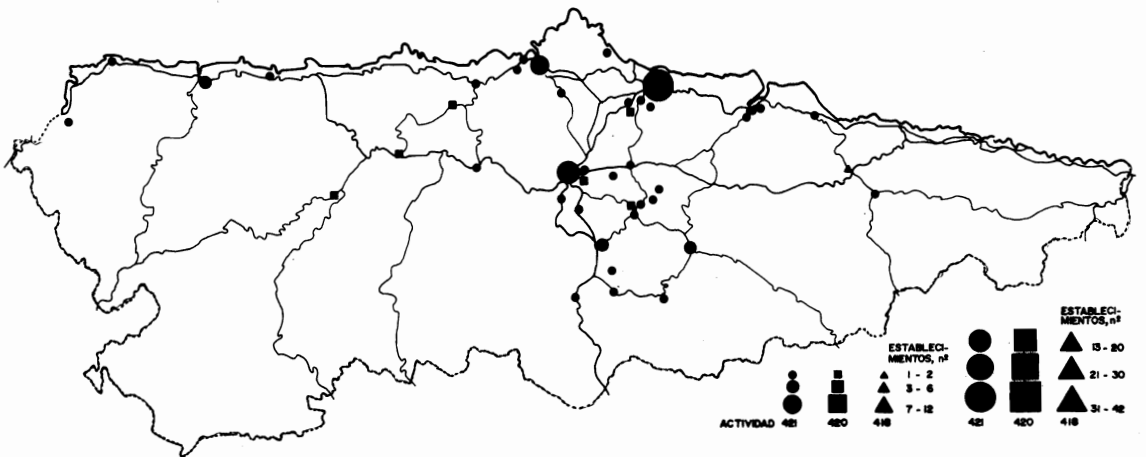 ESTABLECI-
MIENTOS, nº
1 - 2
3 - 6
7 - 12
ACTIVIDAD 421 420 418
ESTABLECI-
MIENTOS, nº
13 - 20
21 - 30
31 - 42
421 420 418